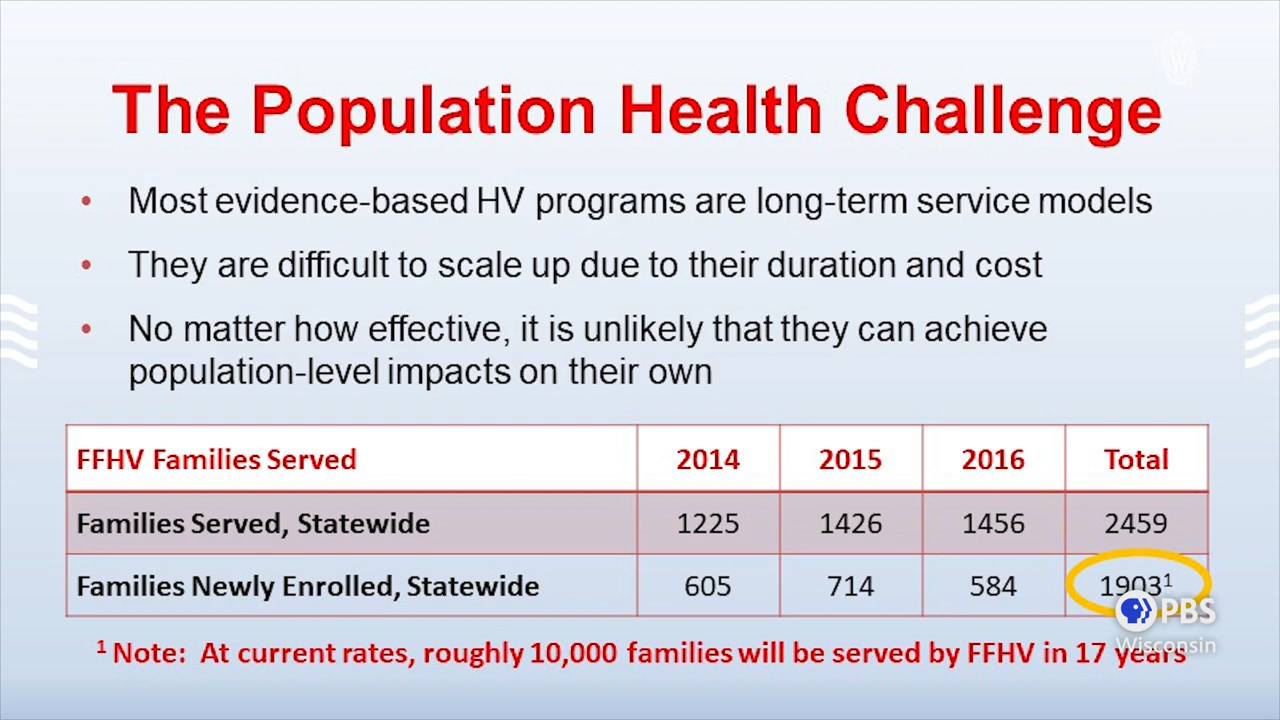 W
The Population Health Challenge
• Most evidence-based HV programs are long-term service models
• They are difficult to scale up due to their duration and cost
• No matter how effective, it is unlikely that they can achieve
population-level impacts on their own
FFHV Families Served 2014 2015 2016 Total
Families Served, Statewide 1225 1426 1456 2459
Families Newly Enrolled, Statewide 605 714 584 1903¹
PBS
Wisconsin
¹ Note: At current rates, roughly 10,000 families will be served by FFHV in 17 years